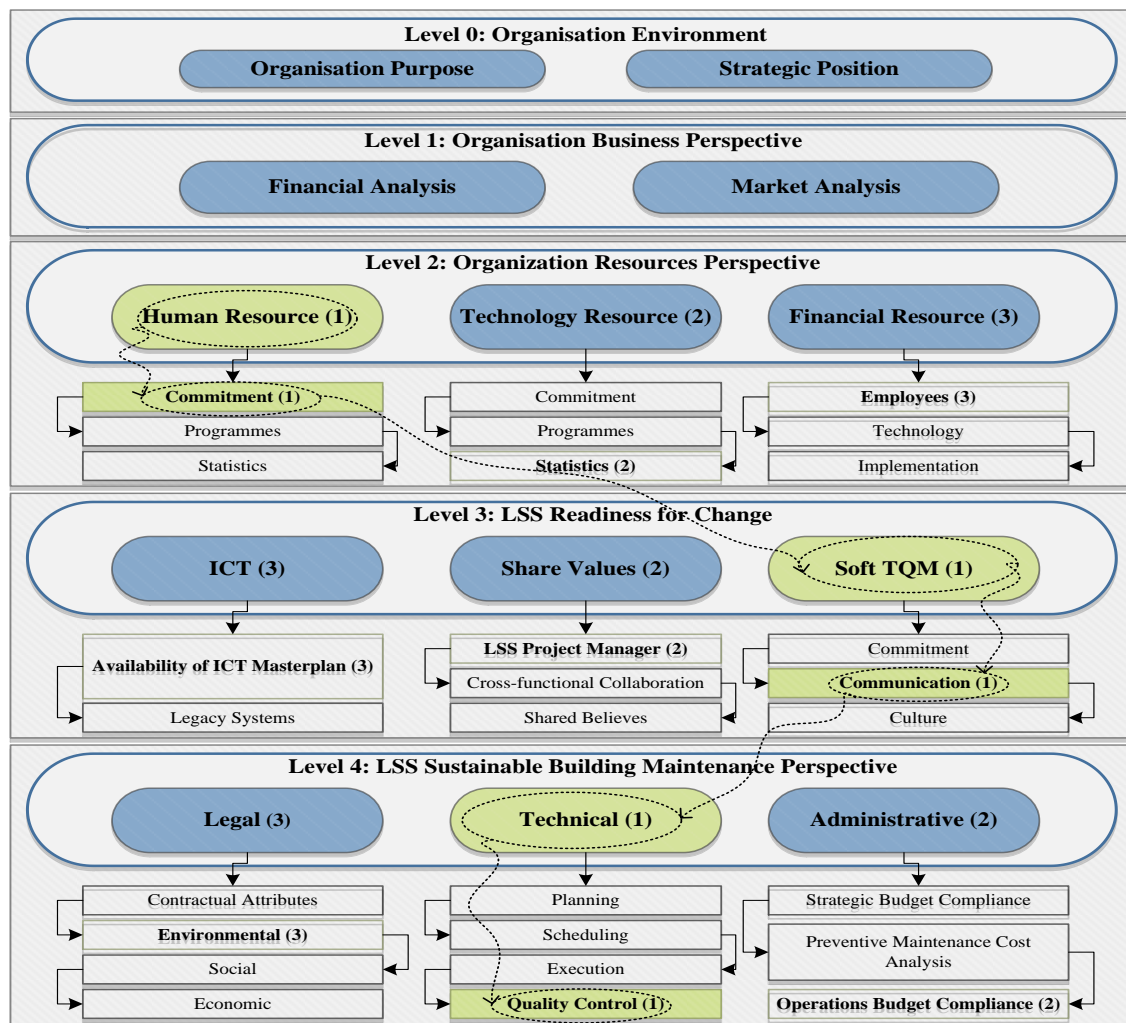 Level 0: Organisation Environment
Organisation Purpose
Strategic Position
Level 1: Organisation Business Perspective
Financial Analysis
Market Analysis
Level 2: Organization Resources Perspective
Human Resource (1)
Technology Resource (2)
Financial Resource (3)
Commitment (1)
Programmes
Statistics
Commitment
Programmes
Statistics (2)
Employees (3)
Technology
Implementation
Level 3: LSS Readiness for Change
ICT (3)
Share Values (2)
Soft TQM (1)
Availability of ICT Masterplan (3)
Legacy Systems
LSS Project Manager (2)
Cross-functional Collaboration
Shared Believes
Commitment
Communication (1)
Culture
Level 4: LSS Sustainable Building Maintenance Perspective
Legal (3)
Technical (1)
Administrative (2)
Contractual Attributes
Environmental (3)
Social
Economic
Planning
Scheduling
Execution
Quality Control (1)
Strategic Budget Compliance
Preventive Maintenance Cost
Analysis
Operations Budget Compliance (2)